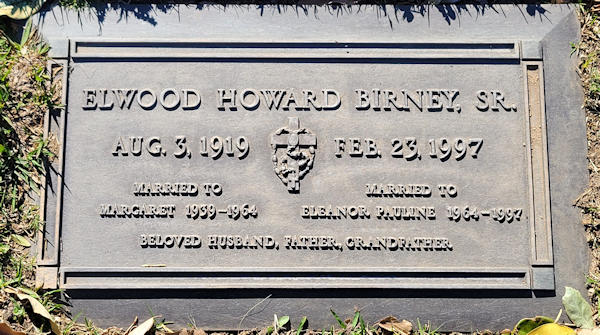 ELWOOD HOWARD BIRNEY, SR.
AUG. 3, 1919 FEB. 23, 1997
MARRIED TO
MARGARET 1939-1964
MARRIED TO
ELEANOR PAULINE 1964-1997
BELOVED HUSBAND, FATHER, GRANDFATHER.